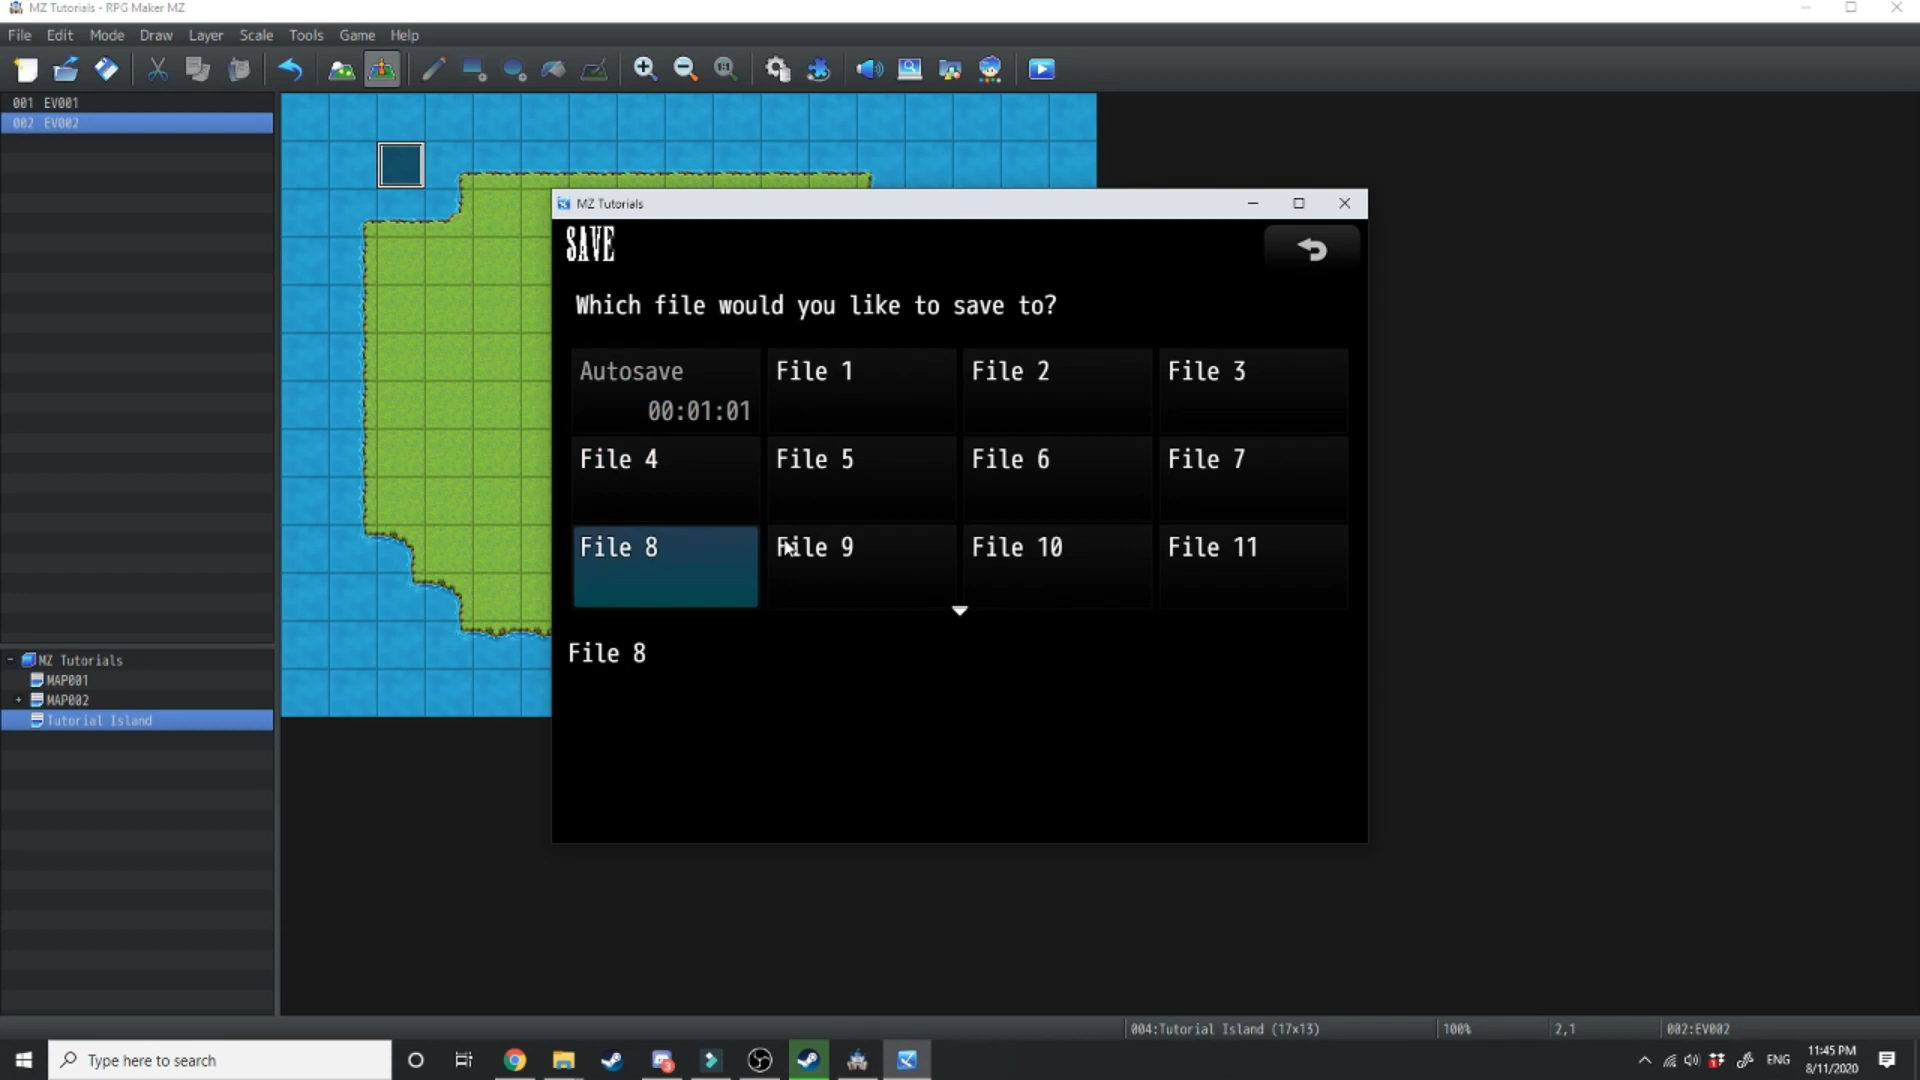 MZ Tutorials - RPG Maker MZ
File Edit Mode Draw Layer Scale Tools Game Help
001 EV001
002 EV002
MZ Tutorials
SAVE
Which file would you like to save to?
Autosave
00:01:01
File 1
File 2
File 3
File 4
File 5
File 6
File 7
File 8
File 9
File 10
File 11
File 8
MZ Tutorials
MAP001
MAP002
Tutorial Island
004:Tutorial Island (17x13)
100%
2,1
002:EV002
Type here to search
ENG
11:45 PM
8/11/2020